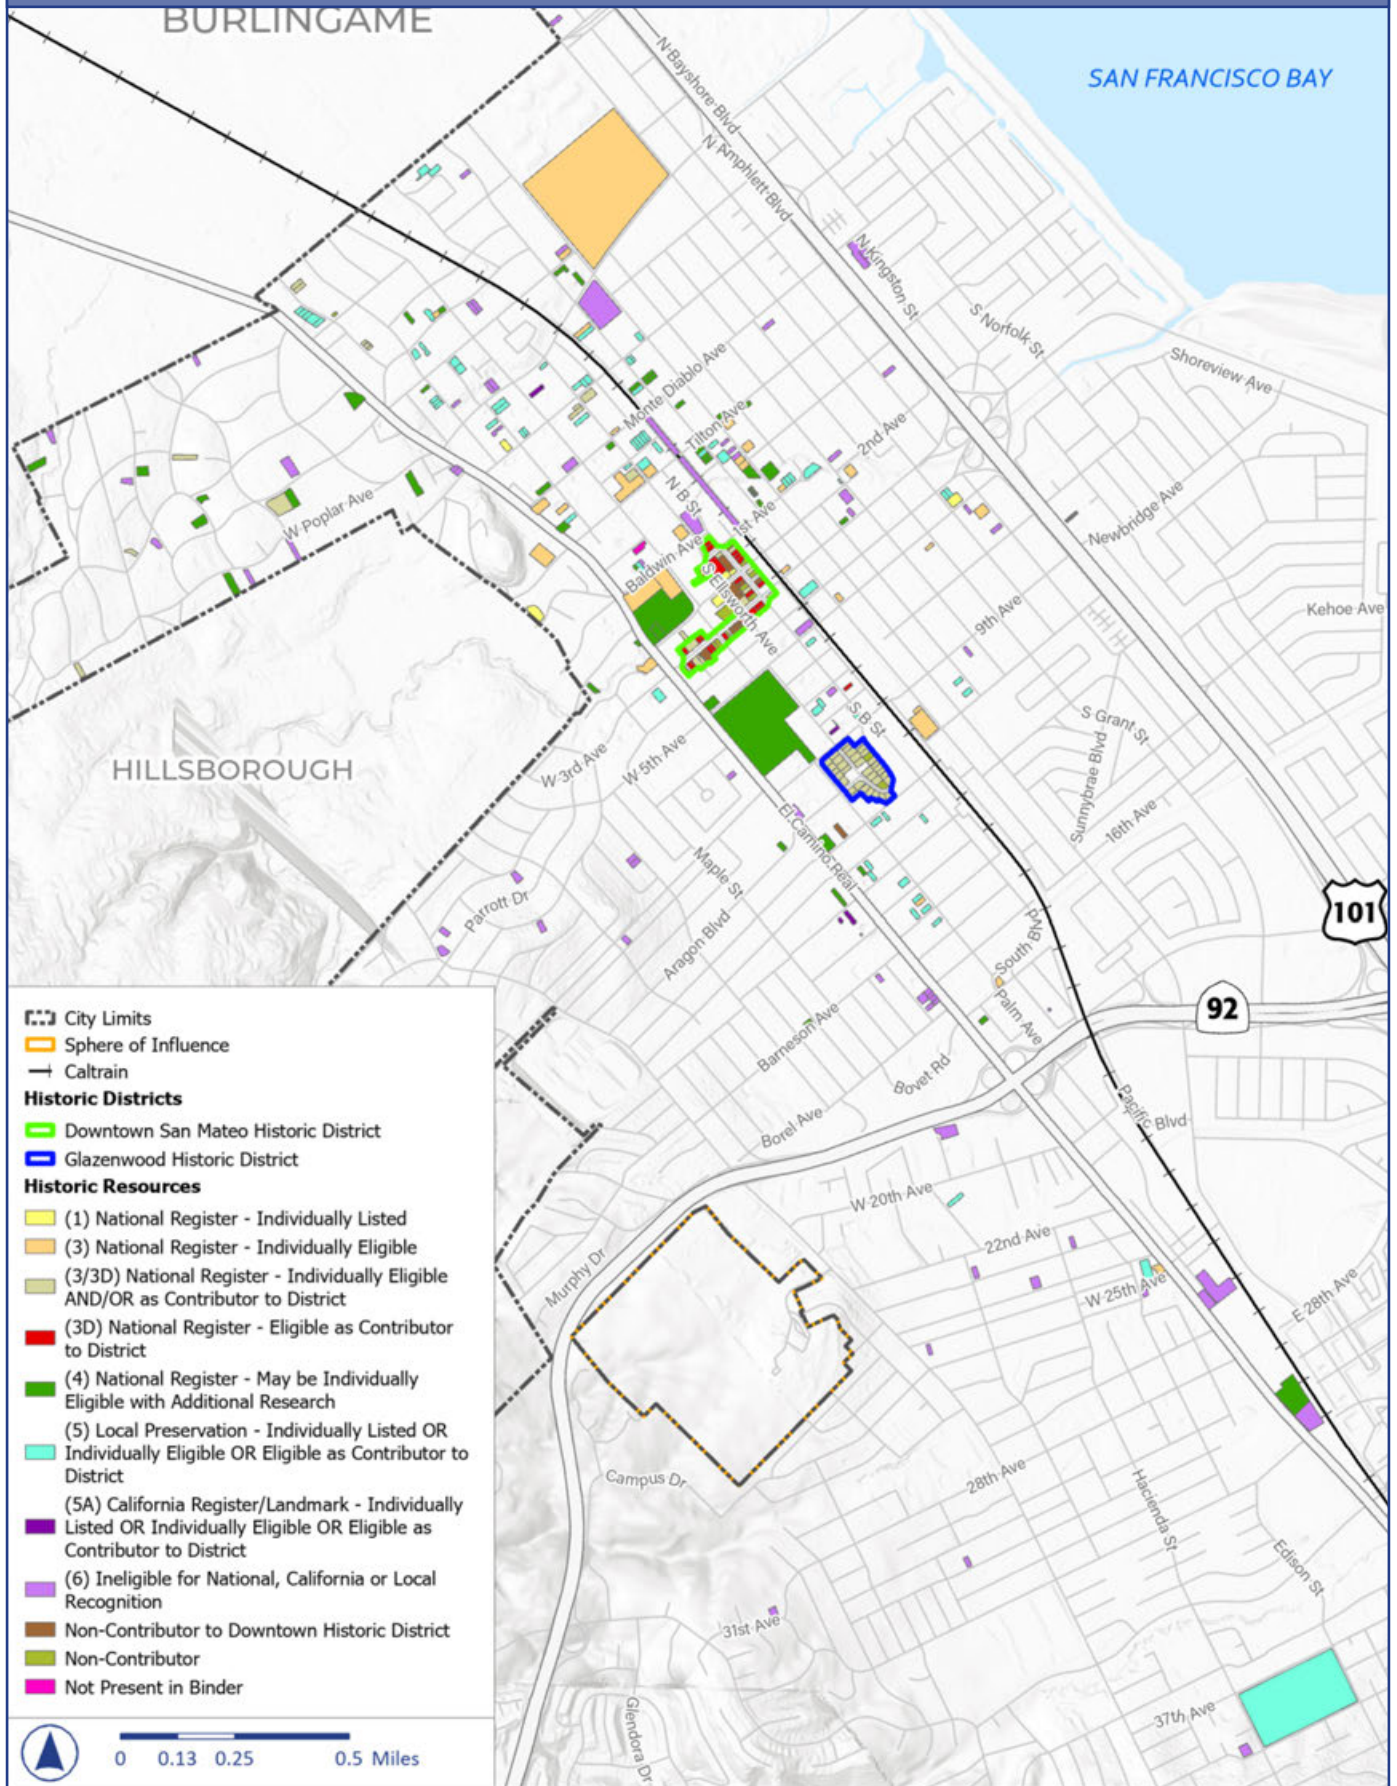 BURLINGAME
SAN FRANCISCO BAY
N Bayshore Blvd
N Amphlett Blvd
N Kingston St
S Norfolk St
Shoreview Ave
Monte Diablo Ave
Tilton Ave
2nd Ave
N B St
1st Ave
Newbridge Ave
W Poplar Ave
Baldwin Ave
S Ellsworth Ave
9th Ave
Kehoe Ave
S Grant St
S B St
Sunnybrae Blvd
16th Ave
HILLSBOROUGH
W 3rd Ave
W 5th Ave
El Camino Real
Maple St
Parrott Dr
Aragon Blvd
101
South Blvd
Palm Ave
92
Barneson Ave
Bovet Rd
Borel Ave
Pacific Blvd
W 20th Ave
22nd Ave
W 25th Ave
E 28th Ave
Murphy Dr
Campus Dr
28th Ave
Hacienda St
Edison St
31st Ave
37th Ave
Glendora Dr
City Limits
Sphere of Influence
Caltrain
Historic Districts
Downtown San Mateo Historic District
Glazenwood Historic District
Historic Resources
(1) National Register - Individually Listed
(3) National Register - Individually Eligible
(3/3D) National Register - Individually Eligible
AND/OR as Contributor to District
(3D) National Register - Eligible as Contributor
to District
(4) National Register - May be Individually
Eligible with Additional Research
(5) Local Preservation - Individually Listed OR
Individually Eligible OR Eligible as Contributor to
District
(5A) California Register/Landmark - Individually
Listed OR Individually Eligible OR Eligible as
Contributor to District
(6) Ineligible for National, California or Local
Recognition
Non-Contributor to Downtown Historic District
Non-Contributor
Not Present in Binder
0 0.13 0.25 0.5 Miles